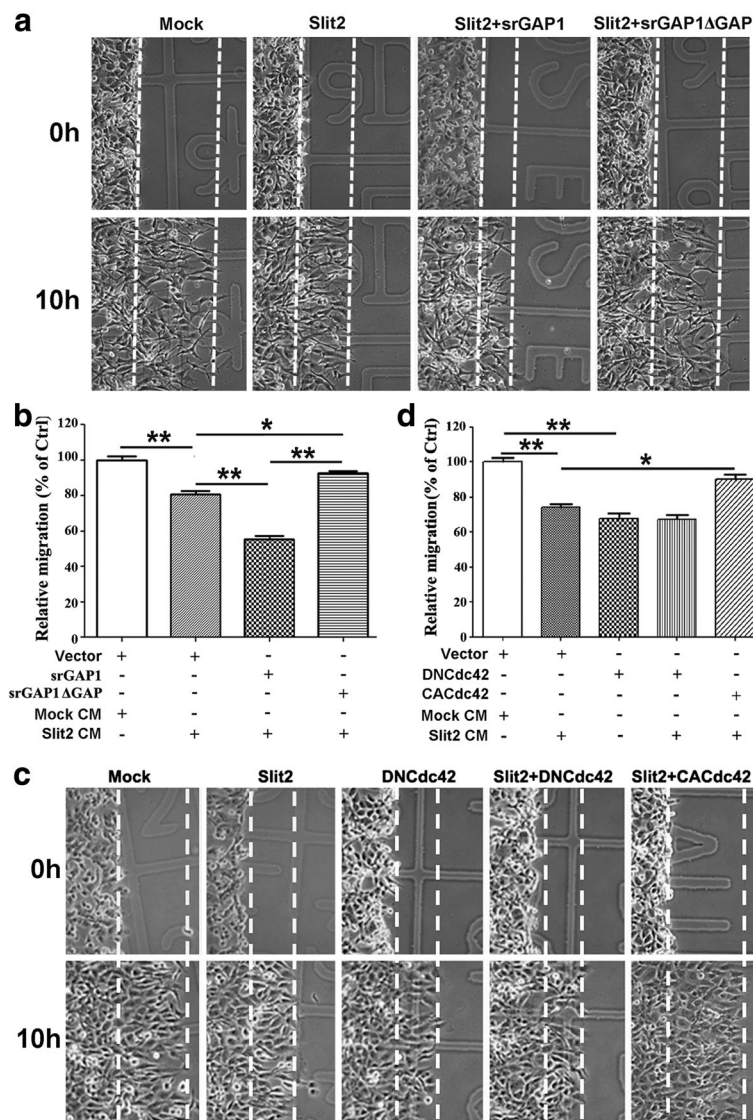 a
Mock Slit2 Slit2+srGAP1 Slit2+srGAP1ΔGAP
0h
10h
b
Relative migration (% of Ctrl)
120
100
80
60
40
20
0
** * ** **
Vector + + - -
srGAP1 - - + -
srGAP1ΔGAP - - - +
Mock CM + - - -
Slit2 CM - + + +
d
Relative migration(% of Ctrl)
120
100
80
60
40
20
0
** ** *
Vector + + - - -
DNCdc42 - - + + -
CACdc42 - - - - +
Mock CM + - - - -
Slit2 CM - + - + +
c
Mock Slit2 DNCdc42 Slit2+DNCdc42 Slit2+CACdc42
0h
10h